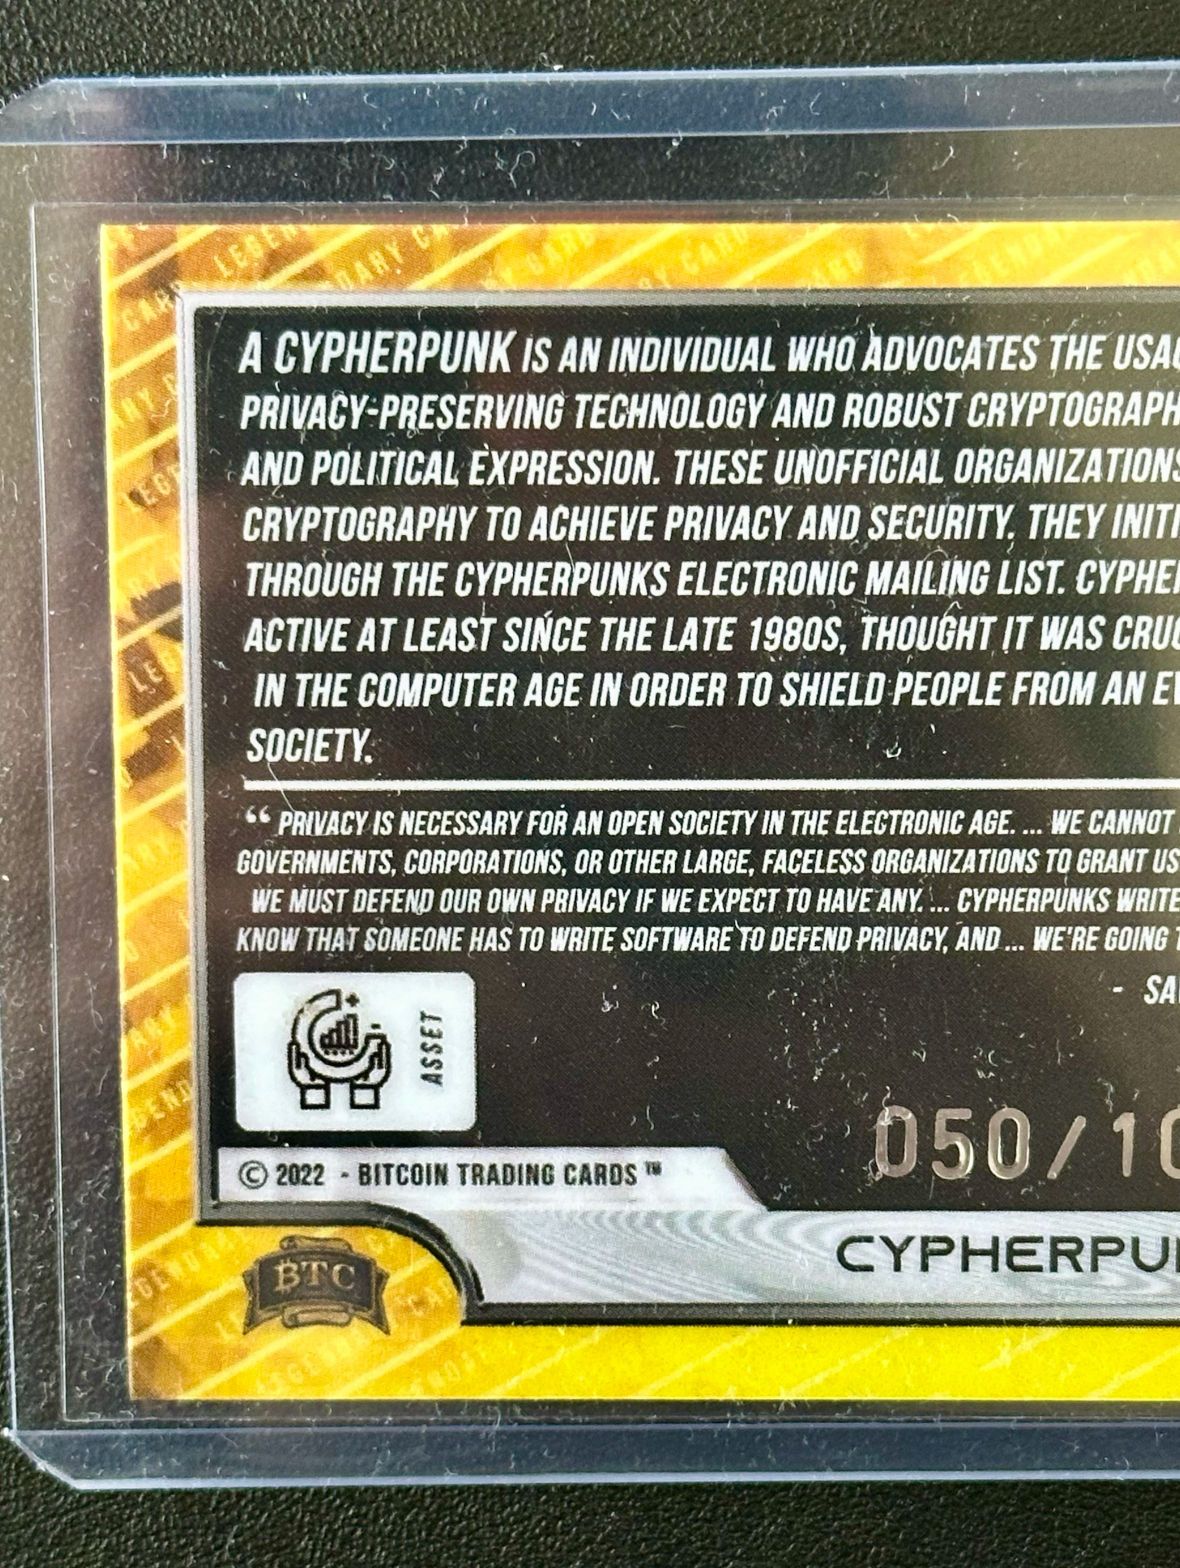 A CYPHERPUNK IS AN INDIVIDUAL WHO ADVOCATES THE
PRIVACY-PRESERVING TECHNOLOGY AND ROBUST
AND POLITICAL EXPRESSION. THESE UNOFFICIAL ORGANIZATIONS
CRYPTOGRAPHY TO ACHIEVE PRIVACY AND SECURITY. THEY
THROUGH THE CYPHERPUNKS ELECTRONIC MAILING LIST.
ACTIVE AT LEAST SINCE THE LATE 1980S, THOUGHT IT WAS
IN THE COMPUTER AGE IN ORDER TO SHIELD PEOPLE FROM AN
SOCIETY.
“ PRIVACY IS NECESSARY FOR AN OPEN SOCIETY IN THE ELECTRONIC AGE. ... WE CANNOT
GOVERNMENTS, CORPORATIONS, OR OTHER LARGE, FACELESS ORGANIZATIONS TO GRANT US
WE MUST DEFEND OUR OWN PRIVACY IF WE EXPECT TO HAVE ANY. ... CYPHERPUNKS WRITE
KNOW THAT SOMEONE HAS TO WRITE SOFTWARE TO DEFEND PRIVACY, AND ... WE'RE GOING
ASSET
050/10
© 2022 - BITCOIN TRADING CARDS™
CYPHERPU
BTC